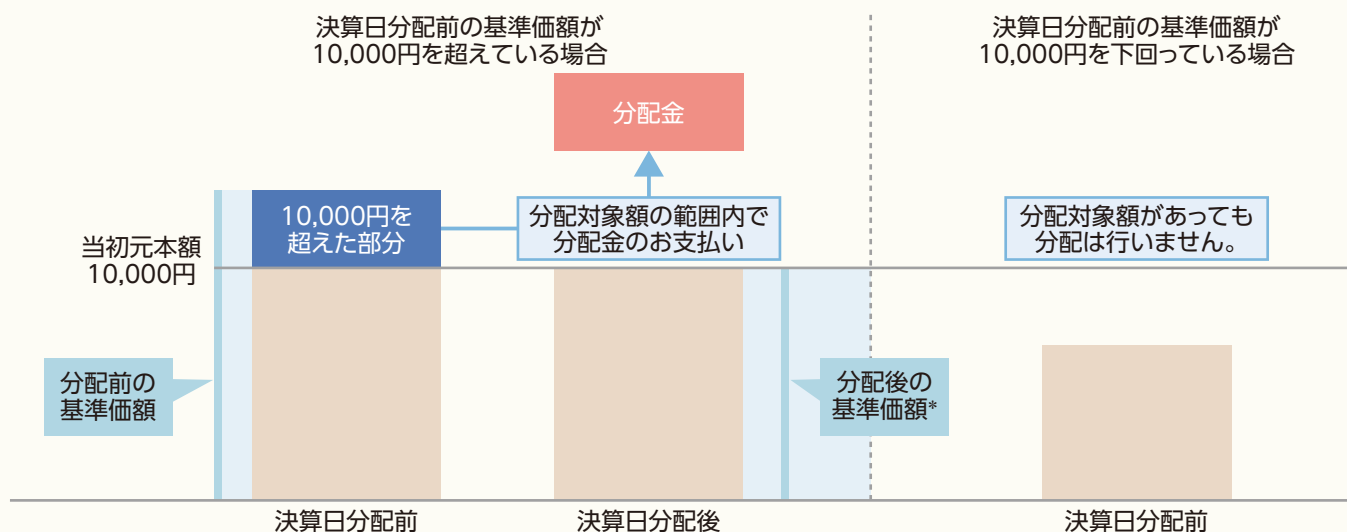 決算日分配前の基準価額が
10,000円を超えている場合
決算日分配前の基準価額が
10,000円を下回っている場合
分配金
10,000円を
超えた部分
分配対象額の範囲内で
分配金のお支払い
分配対象額があっても
分配は行いません。
当初元本額
10,000円
分配前の
基準価額
分配後の
基準価額*
決算日分配前
決算日分配後
決算日分配前